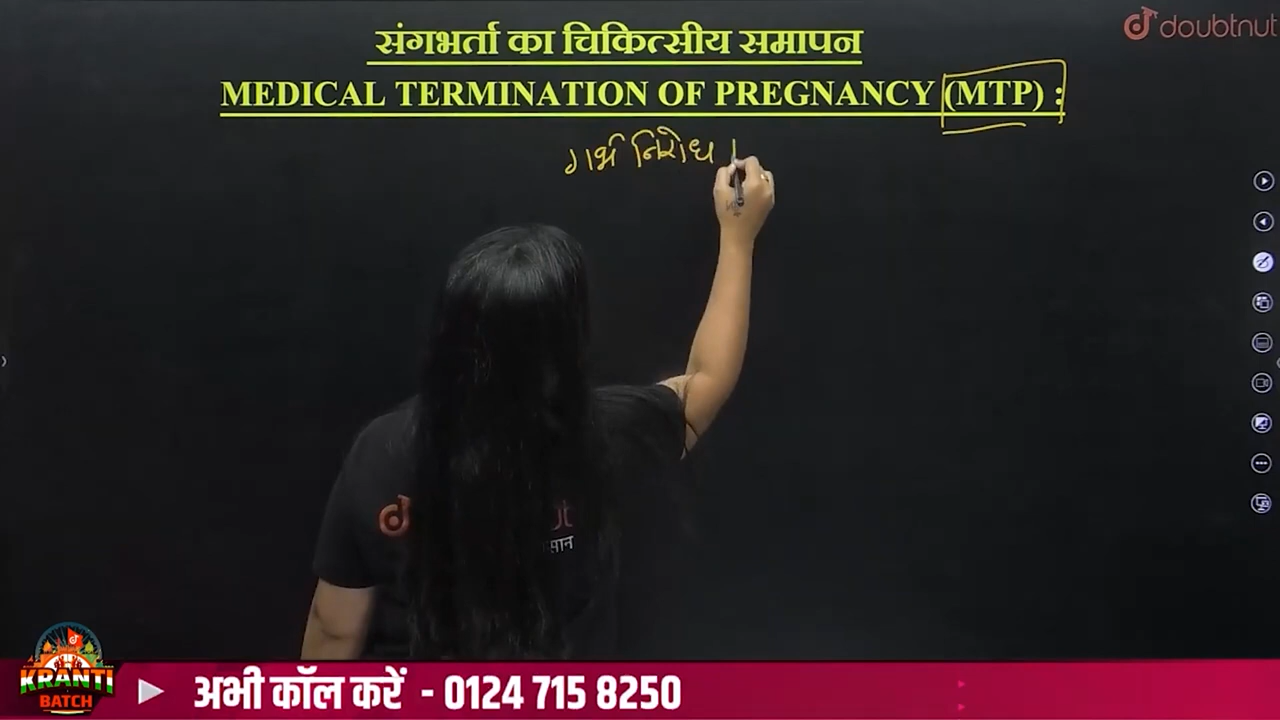 doubtnut
संगभर्ता का चिकित्सीय समापन
MEDICAL TERMINATION OF PREGNANCY (MTP) :
गर्भ निरोध
सान
KRANTI
BATCH
अभी कॉल करें - 0124 715 8250